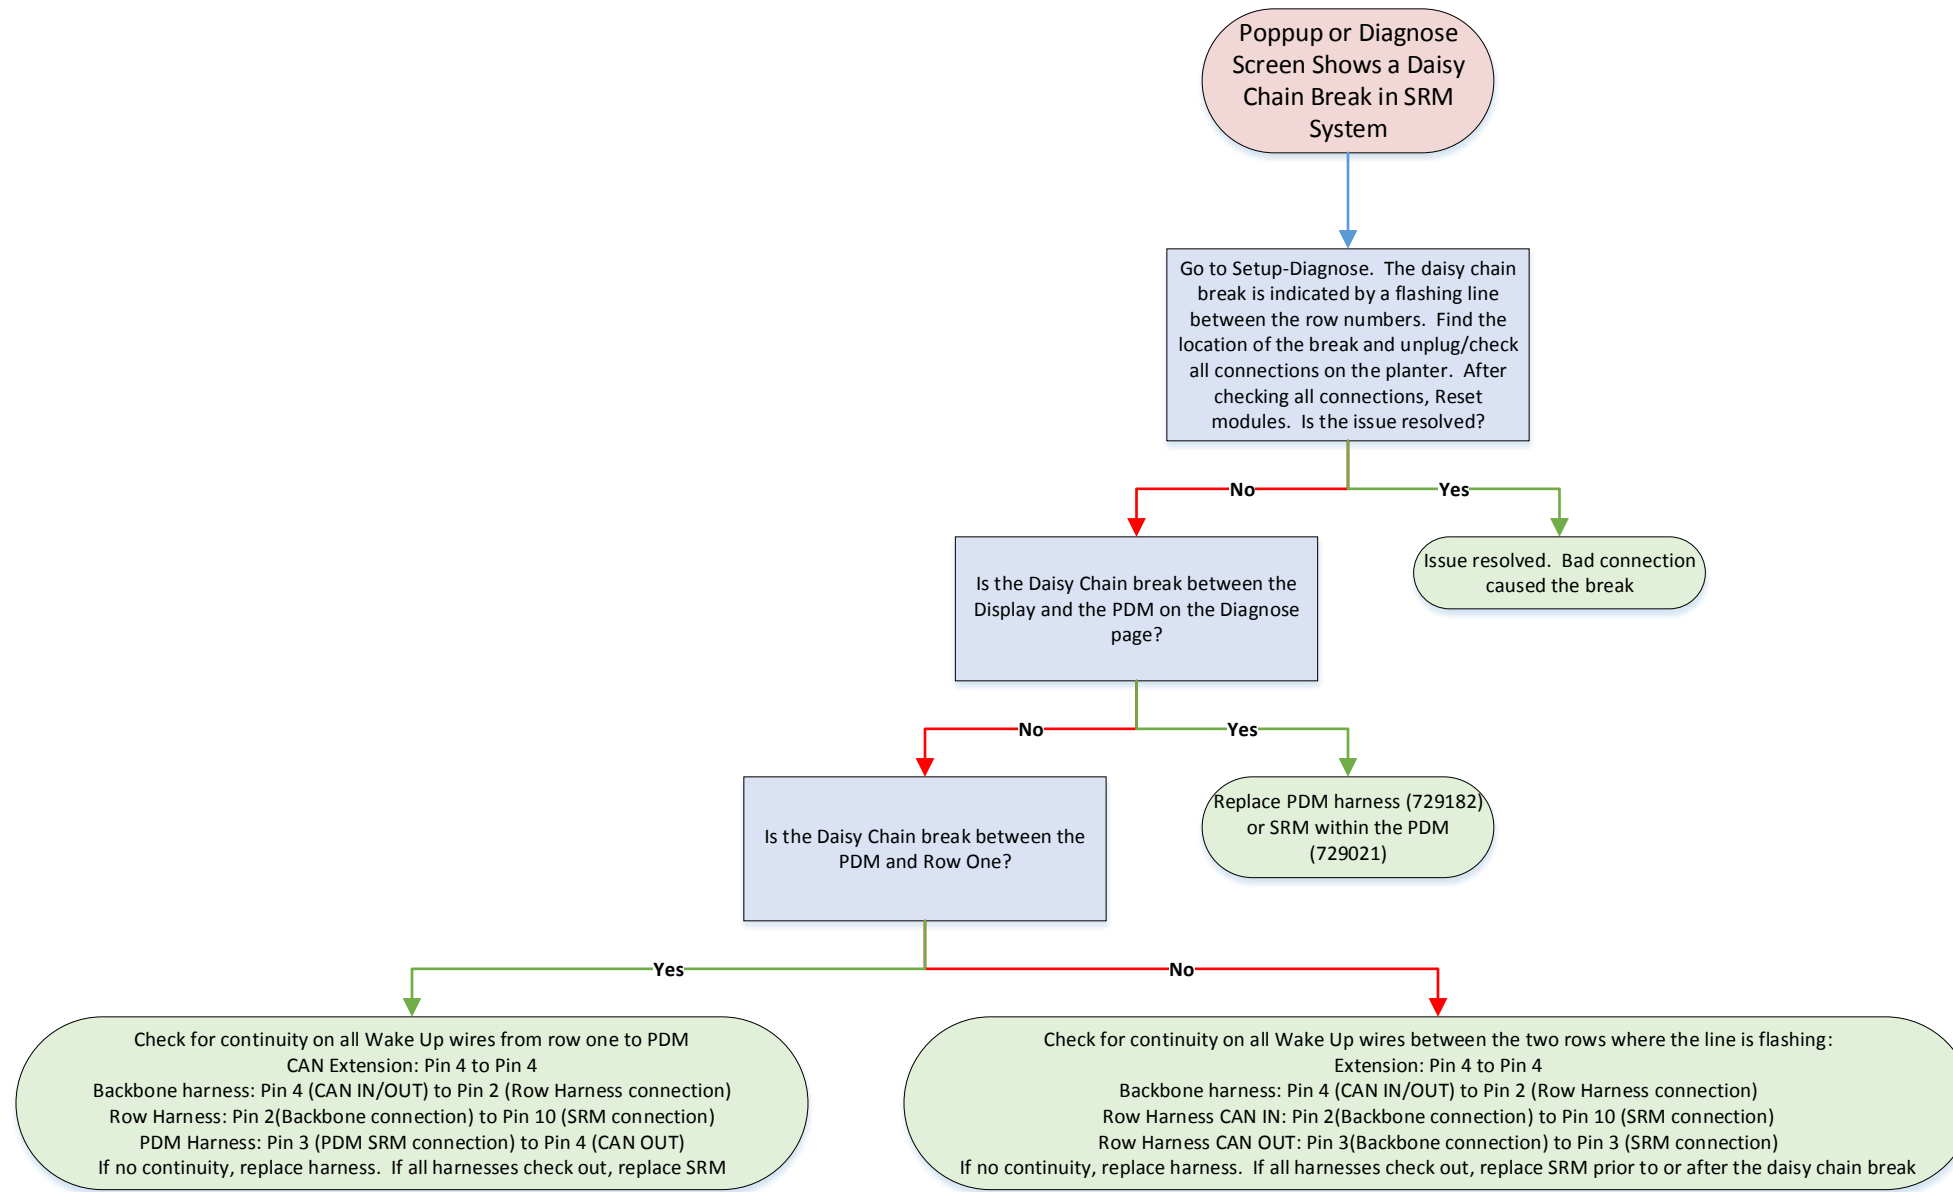 Poppup or Diagnose
Screen Shows a Daisy
Chain Break in SRM
System
Go to Setup-Diagnose.  The daisy chain
break is indicated by a flashing line
between the row numbers.  Find the
location of the break and unplug/check
all connections on the planter.  After
checking all connections, Reset
modules.  Is the issue resolved?
No
Yes
Is the Daisy Chain break between the
Display and the PDM on the Diagnose
page?
Issue resolved.  Bad connection
caused the break
No
Yes
Is the Daisy Chain break between the
PDM and Row One?
Replace PDM harness (729182)
or SRM within the PDM
(729021)
Yes
No
Check for continuity on all Wake Up wires from row one to PDM
CAN Extension: Pin 4 to Pin 4
Backbone harness: Pin 4 (CAN IN/OUT) to Pin 2 (Row Harness connection)
Row Harness: Pin 2(Backbone connection) to Pin 10 (SRM connection)
PDM Harness: Pin 3 (PDM SRM connection) to Pin 4 (CAN OUT)
If no continuity, replace harness.  If all harnesses check out, replace SRM
Check for continuity on all Wake Up wires between the two rows where the line is flashing:
Extension: Pin 4 to Pin 4
Backbone harness: Pin 4 (CAN IN/OUT) to Pin 2 (Row Harness connection)
Row Harness CAN IN: Pin 2(Backbone connection) to Pin 10 (SRM connection)
Row Harness CAN OUT: Pin 3(Backbone connection) to Pin 3 (SRM connection)
If no continuity, replace harness.  If all harnesses check out, replace SRM prior to or after the daisy chain break